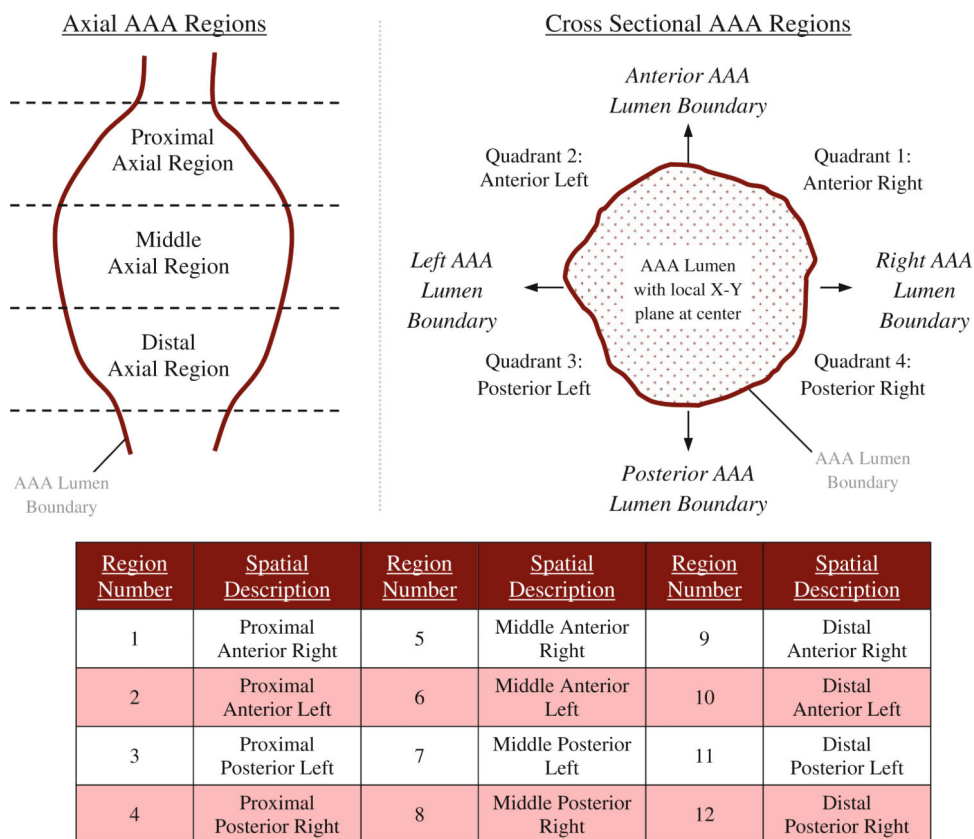 Axial AAA Regions
Proximal
Axial Region
Middle
Axial Region
Distal
Axial Region
AAA Lumen
Boundary
Cross Sectional AAA Regions
Anterior AAA
Lumen Boundary
Quadrant 2:
Anterior Left
Quadrant 1:
Anterior Right
Left AAA
Lumen
Boundary
AAA Lumen
with local X-Y
plane at center
Right AAA
Lumen
Boundary
Quadrant 3:
Posterior Left
Quadrant 4:
Posterior Right
Posterior AAA
Lumen Boundary
AAA Lumen
Boundary
Region
Number
Spatial
Description
Region
Number
Spatial
Description
Region
Number
Spatial
Description
1
Proximal
Anterior Right
5
Middle Anterior
Right
9
Distal
Anterior Right
2
Proximal
Anterior Left
6
Middle Anterior
Left
10
Distal
Anterior Left
3
Proximal
Posterior Left
7
Middle Posterior
Left
11
Distal
Posterior Left
4
Proximal
Posterior Right
8
Middle Posterior
Right
12
Distal
Posterior Right